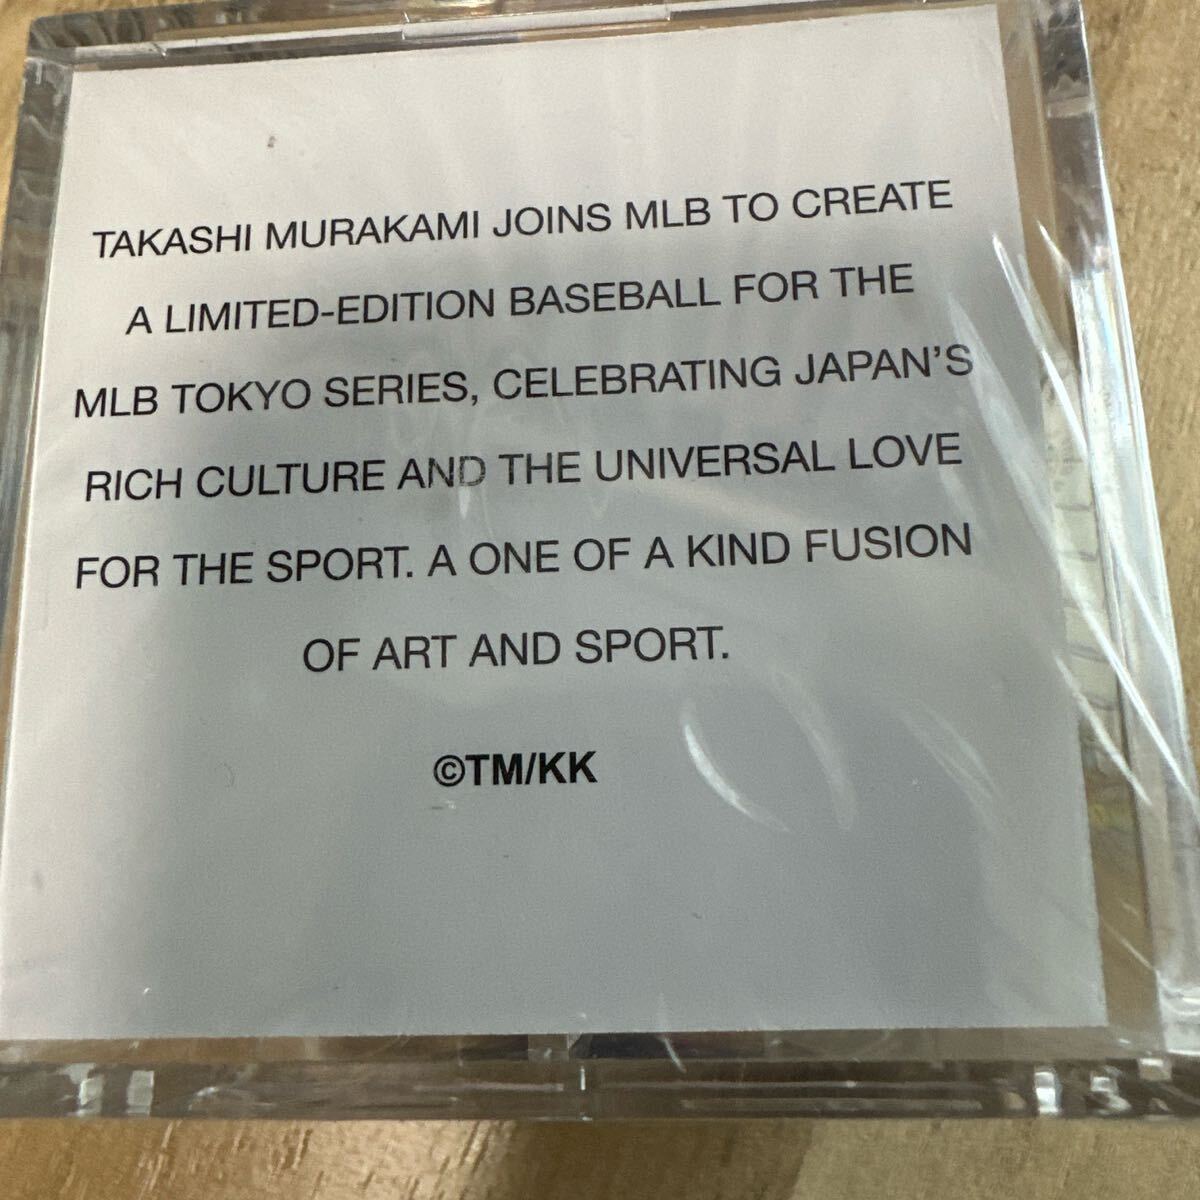 TAKASHI MURAKAMI JOINS MLB TO CREATE
A LIMITED-EDITION BASEBALL FOR THE
MLB TOKYO SERIES, CELEBRATING JAPAN’S
RICH CULTURE AND THE UNIVERSAL LOVE
FOR THE SPORT. A ONE OF A KIND FUSION
OF ART AND SPORT.
©TM/KK